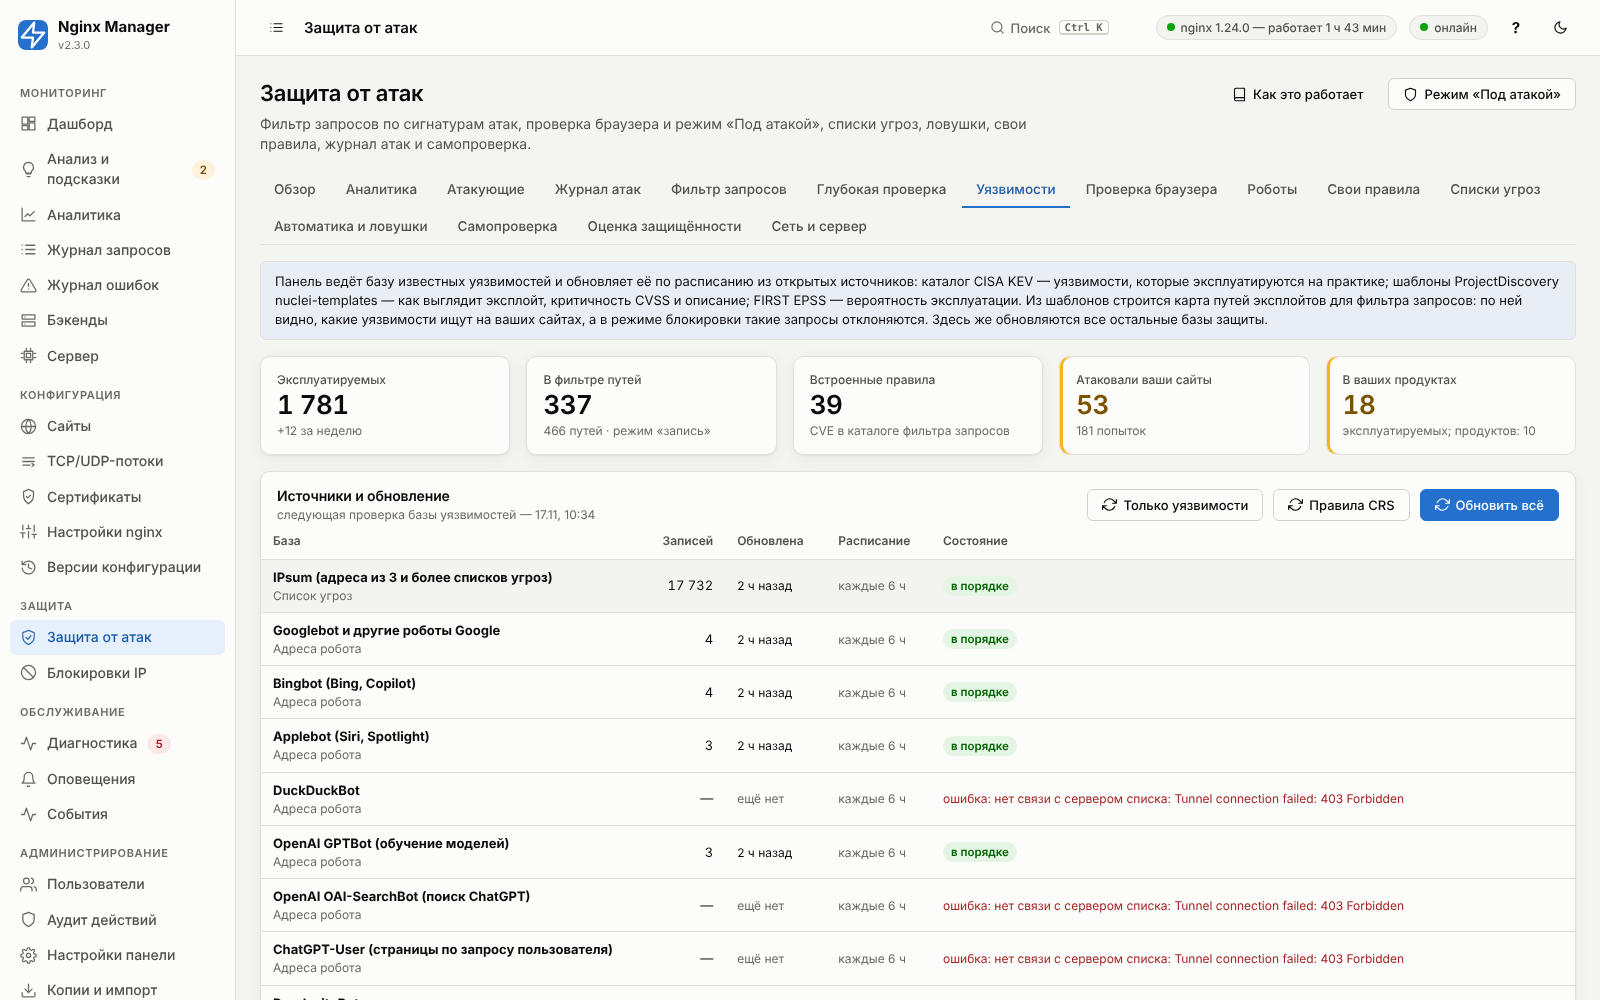 Nginx Manager
v2.3.0
МОНИТОРИНГ
Дашборд
Анализ и
подсказки
2
Аналитика
Журнал запросов
Журнал ошибок
Бэкенды
Сервер
КОНФИГУРАЦИЯ
Сайты
TCP/UDP-потоки
Сертификаты
Настройки nginx
Версии конфигурации
ЗАЩИТА
Защита от атак
Блокировки IP
ОБСЛУЖИВАНИЕ
Диагностика 5
Оповещения
События
АДМИНИСТРИРОВАНИЕ
Пользователи
Аудит действий
Настройки панели
Копии и импорт
Защита от атак
Поиск Ctrl K
nginx 1.24.0 — работает 1 ч 43 мин
онлайн
?
Защита от атак
Как это работает
Режим «Под атакой»
Фильтр запросов по сигнатурам атак, проверка браузера и режим «Под атакой», списки угроз, ловушки, свои
правила, журнал атак и самопроверка.
Обзор Аналитика Атакующие Журнал атак Фильтр запросов Глубокая проверка Уязвимости Проверка браузера Роботы Свои правила Списки угроз
Автоматика и ловушки Самопроверка Оценка защищённости Сеть и сервер
Панель ведёт базу известных уязвимостей и обновляет её по расписанию из открытых источников: каталог CISA KEV — уязвимости, которые эксплуатируются на практике; шаблоны ProjectDiscovery
nuclei-templates — как выглядит эксплойт, критичность CVSS и описание; FIRST EPSS — вероятность эксплуатации. Из шаблонов строится карта путей эксплойтов для фильтра запросов: по ней
видно, какие уязвимости ищут на ваших сайтах, а в режиме блокировки такие запросы отклоняются. Здесь же обновляются все остальные базы защиты.
Эксплуатируемых
1 781
+12 за неделю
В фильтре путей
337
466 путей · режим «запись»
Встроенные правила
39
CVE в каталоге фильтра запросов
Атаковали ваши сайты
53
181 попыток
В ваших продуктах
18
эксплуатируемых; продуктов: 10
Источники и обновление
следующая проверка базы уязвимостей — 17.11, 10:34
Только уязвимости
Правила CRS
Обновить всё
База Записей Обновлена Расписание Состояние
IPsum (адреса из 3 и более списков угроз)
Список угроз
17 732 2 ч назад каждые 6 ч в порядке
Googlebot и другие роботы Google
Адреса робота
4 2 ч назад каждые 6 ч в порядке
Bingbot (Bing, Copilot)
Адреса робота
4 2 ч назад каждые 6 ч в порядке
Applebot (Siri, Spotlight)
Адреса робота
3 2 ч назад каждые 6 ч в порядке
DuckDuckBot
Адреса робота
— ещё нет каждые 6 ч ошибка: нет связи с сервером списка: Tunnel connection failed: 403 Forbidden
OpenAI GPTBot (обучение моделей)
Адреса робота
3 2 ч назад каждые 6 ч в порядке
OpenAI OAI-SearchBot (поиск ChatGPT)
Адреса робота
— ещё нет каждые 6 ч ошибка: нет связи с сервером списка: Tunnel connection failed: 403 Forbidden
ChatGPT-User (страницы по запросу пользователя)
Адреса робота
— ещё нет каждые 6 ч ошибка: нет связи с сервером списка: Tunnel connection failed: 403 Forbidden